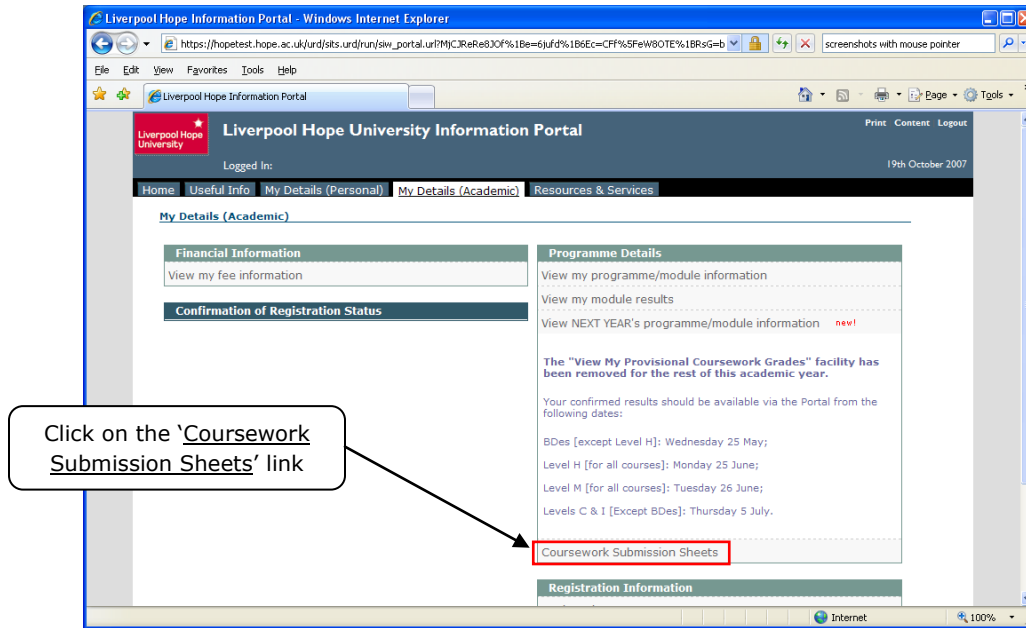 Liverpool Hope Information Portal - Windows Internet Explorer
https://hopetest.hope.ac.uk/urd/sits.urd/run/siw_portal.url?MjCJReRe8JOf%1Be=6jufd%1B6Ec=CFf%5FeW8OTE%1BRsG=b
screenshots with mouse pointer
File Edit View Favorites Tools Help
Liverpool Hope Information Portal
Page Tools
Liverpool Hope
University
Liverpool Hope University Information Portal
Print Content Logout
Logged In:
19th October 2007
Home Useful Info My Details (Personal) My Details (Academic) Resources & Services
My Details (Academic)
Financial Information
View my fee information
Confirmation of Registration Status
Programme Details
View my programme/module information
View my module results
View NEXT YEAR's programme/module information new!
The "View My Provisional Coursework Grades" facility has
been removed for the rest of this academic year.
Your confirmed results should be available via the Portal from the
following dates:
BDes [except Level H]: Wednesday 25 May;
Level H [for all courses]: Monday 25 June;
Level M [for all courses]: Tuesday 26 June;
Levels C & I [Except BDes]: Thursday 5 July.
Coursework Submission Sheets
Registration Information
Click on the ‘Coursework
Submission Sheets’ link
Internet
100%